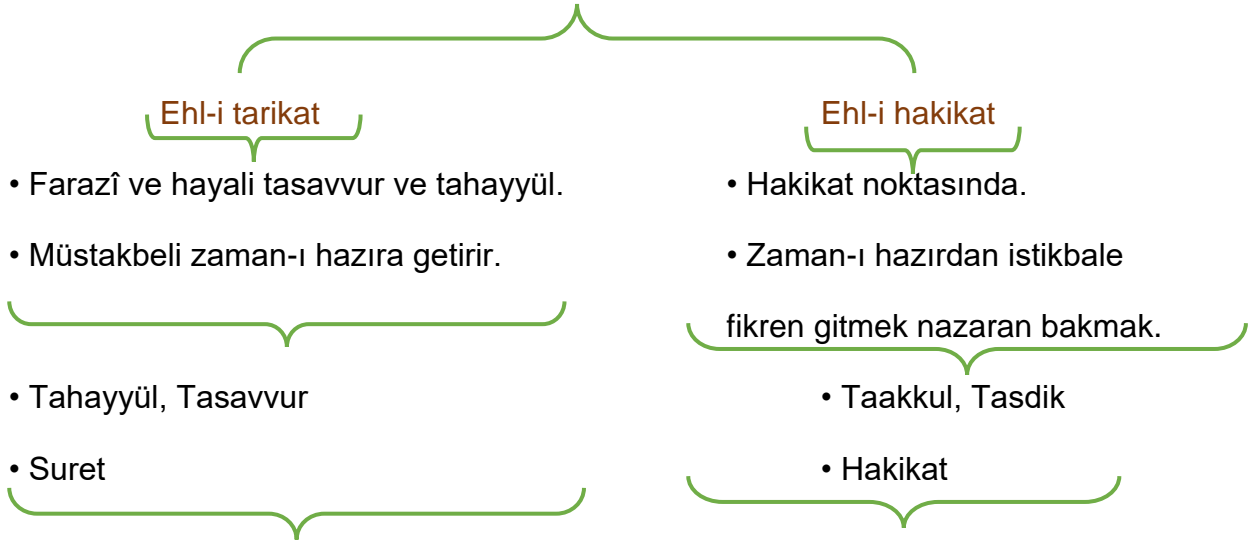 Ehl-i tarikat
• Farazî ve hayali tasavvur ve tahayyül.
• Müstakbeli zaman-ı hazıra getirir.
• Tahayyül, Tasavvur
• Suret
Ehl-i hakikat
• Hakikat noktasında.
• Zaman-ı hazırdan istikbale
fikren gitmek nazaran bakmak.
• Taakkul, Tasdik
• Hakikat